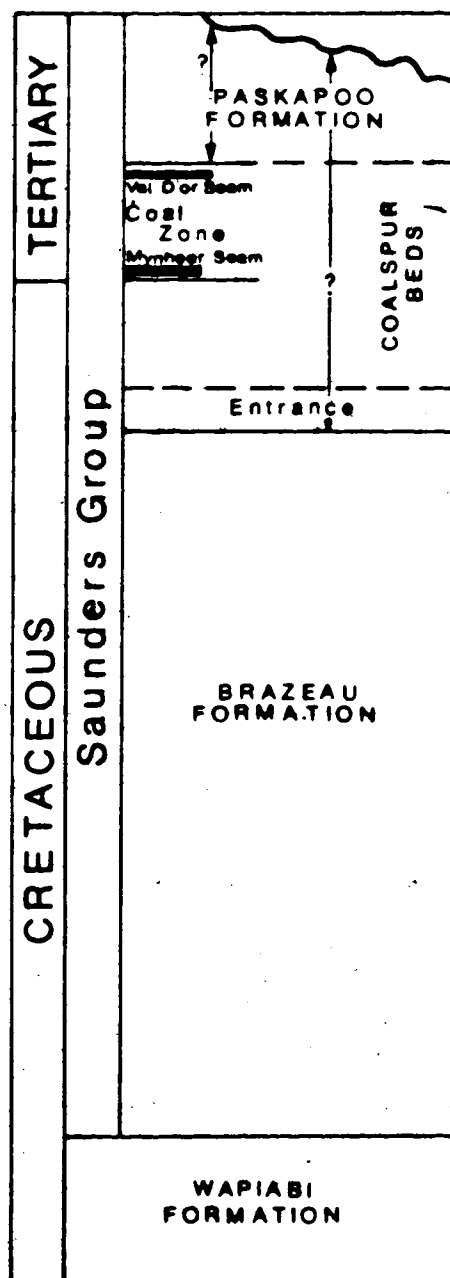 TERTIARY
CRETACEOUS
Saunders Group
?
PASKAPOO
FORMATION
Val D'or Seam
Coal
Zone
Mynheer Seam
?
COALSPUR
BEDS
Entrance
BRAZEAU
FORMATION
WAPIABI
FORMATION